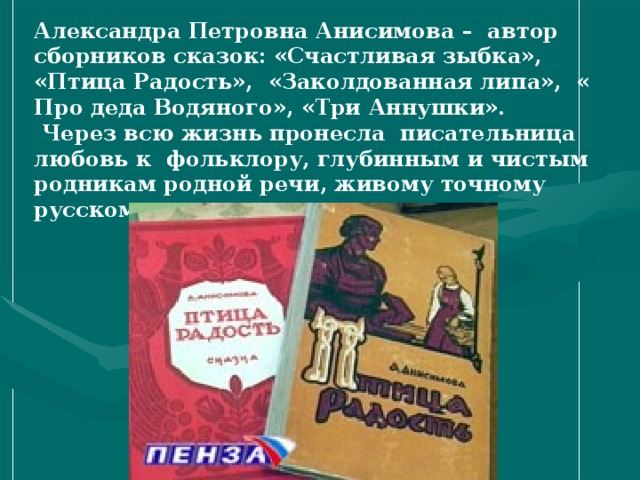 Александра Петровна Анисимова – автор
сборников сказок: «Счастливая зыбка»,
«Птица Радость», «Заколдованная липа», «
Про деда Водяного», «Три Аннушки».
Через всю жизнь пронесла писательница
любовь к фольклору, глубинным и чистым
родникам родной речи, живому точному
А. АНИСИМОВА
ПТИЦА
РАДОСТЬ
СКАЗКА
А. АНИСИМОВА
ПТИЦА
РАДОСТЬ
ПЕНЗА